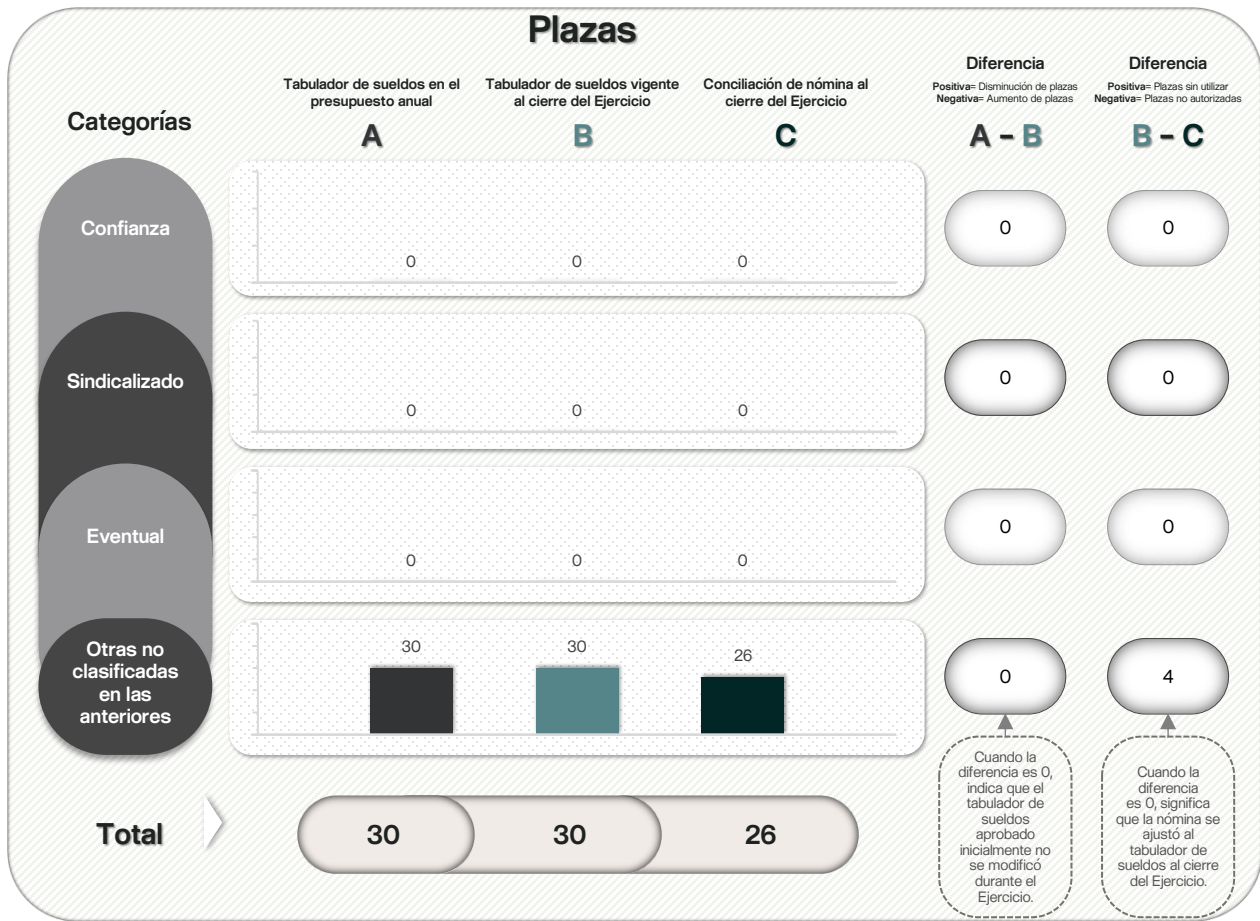 Plazas
Categorías
Tabulador de sueldos en el
presupuesto anual
A
Tabulador de sueldos vigente
al cierre del Ejercicio
B
Conciliación de nómina al
cierre del Ejercicio
C
Diferencia
Positiva= Disminución de plazas
Negativa= Aumento de plazas
A – B
Diferencia
Positiva= Plazas sin utilizar
Negativa= Plazas no autorizadas
B – C
Confianza
0
0
0
0
0
Sindicalizado
0
0
0
0
0
Eventual
0
0
0
0
0
Otras no
clasificadas
en las
anteriores
30
30
26
0
4
Total
30
30
26
Cuando la
diferencia es 0,
indica que el
tabulador de
sueldos
aprobado
inicialmente no
se modificó
durante el
Ejercicio.
Cuando la
diferencia
es 0, significa
que la nómina se
ajustó al
tabulador de
sueldos al cierre
del Ejercicio.